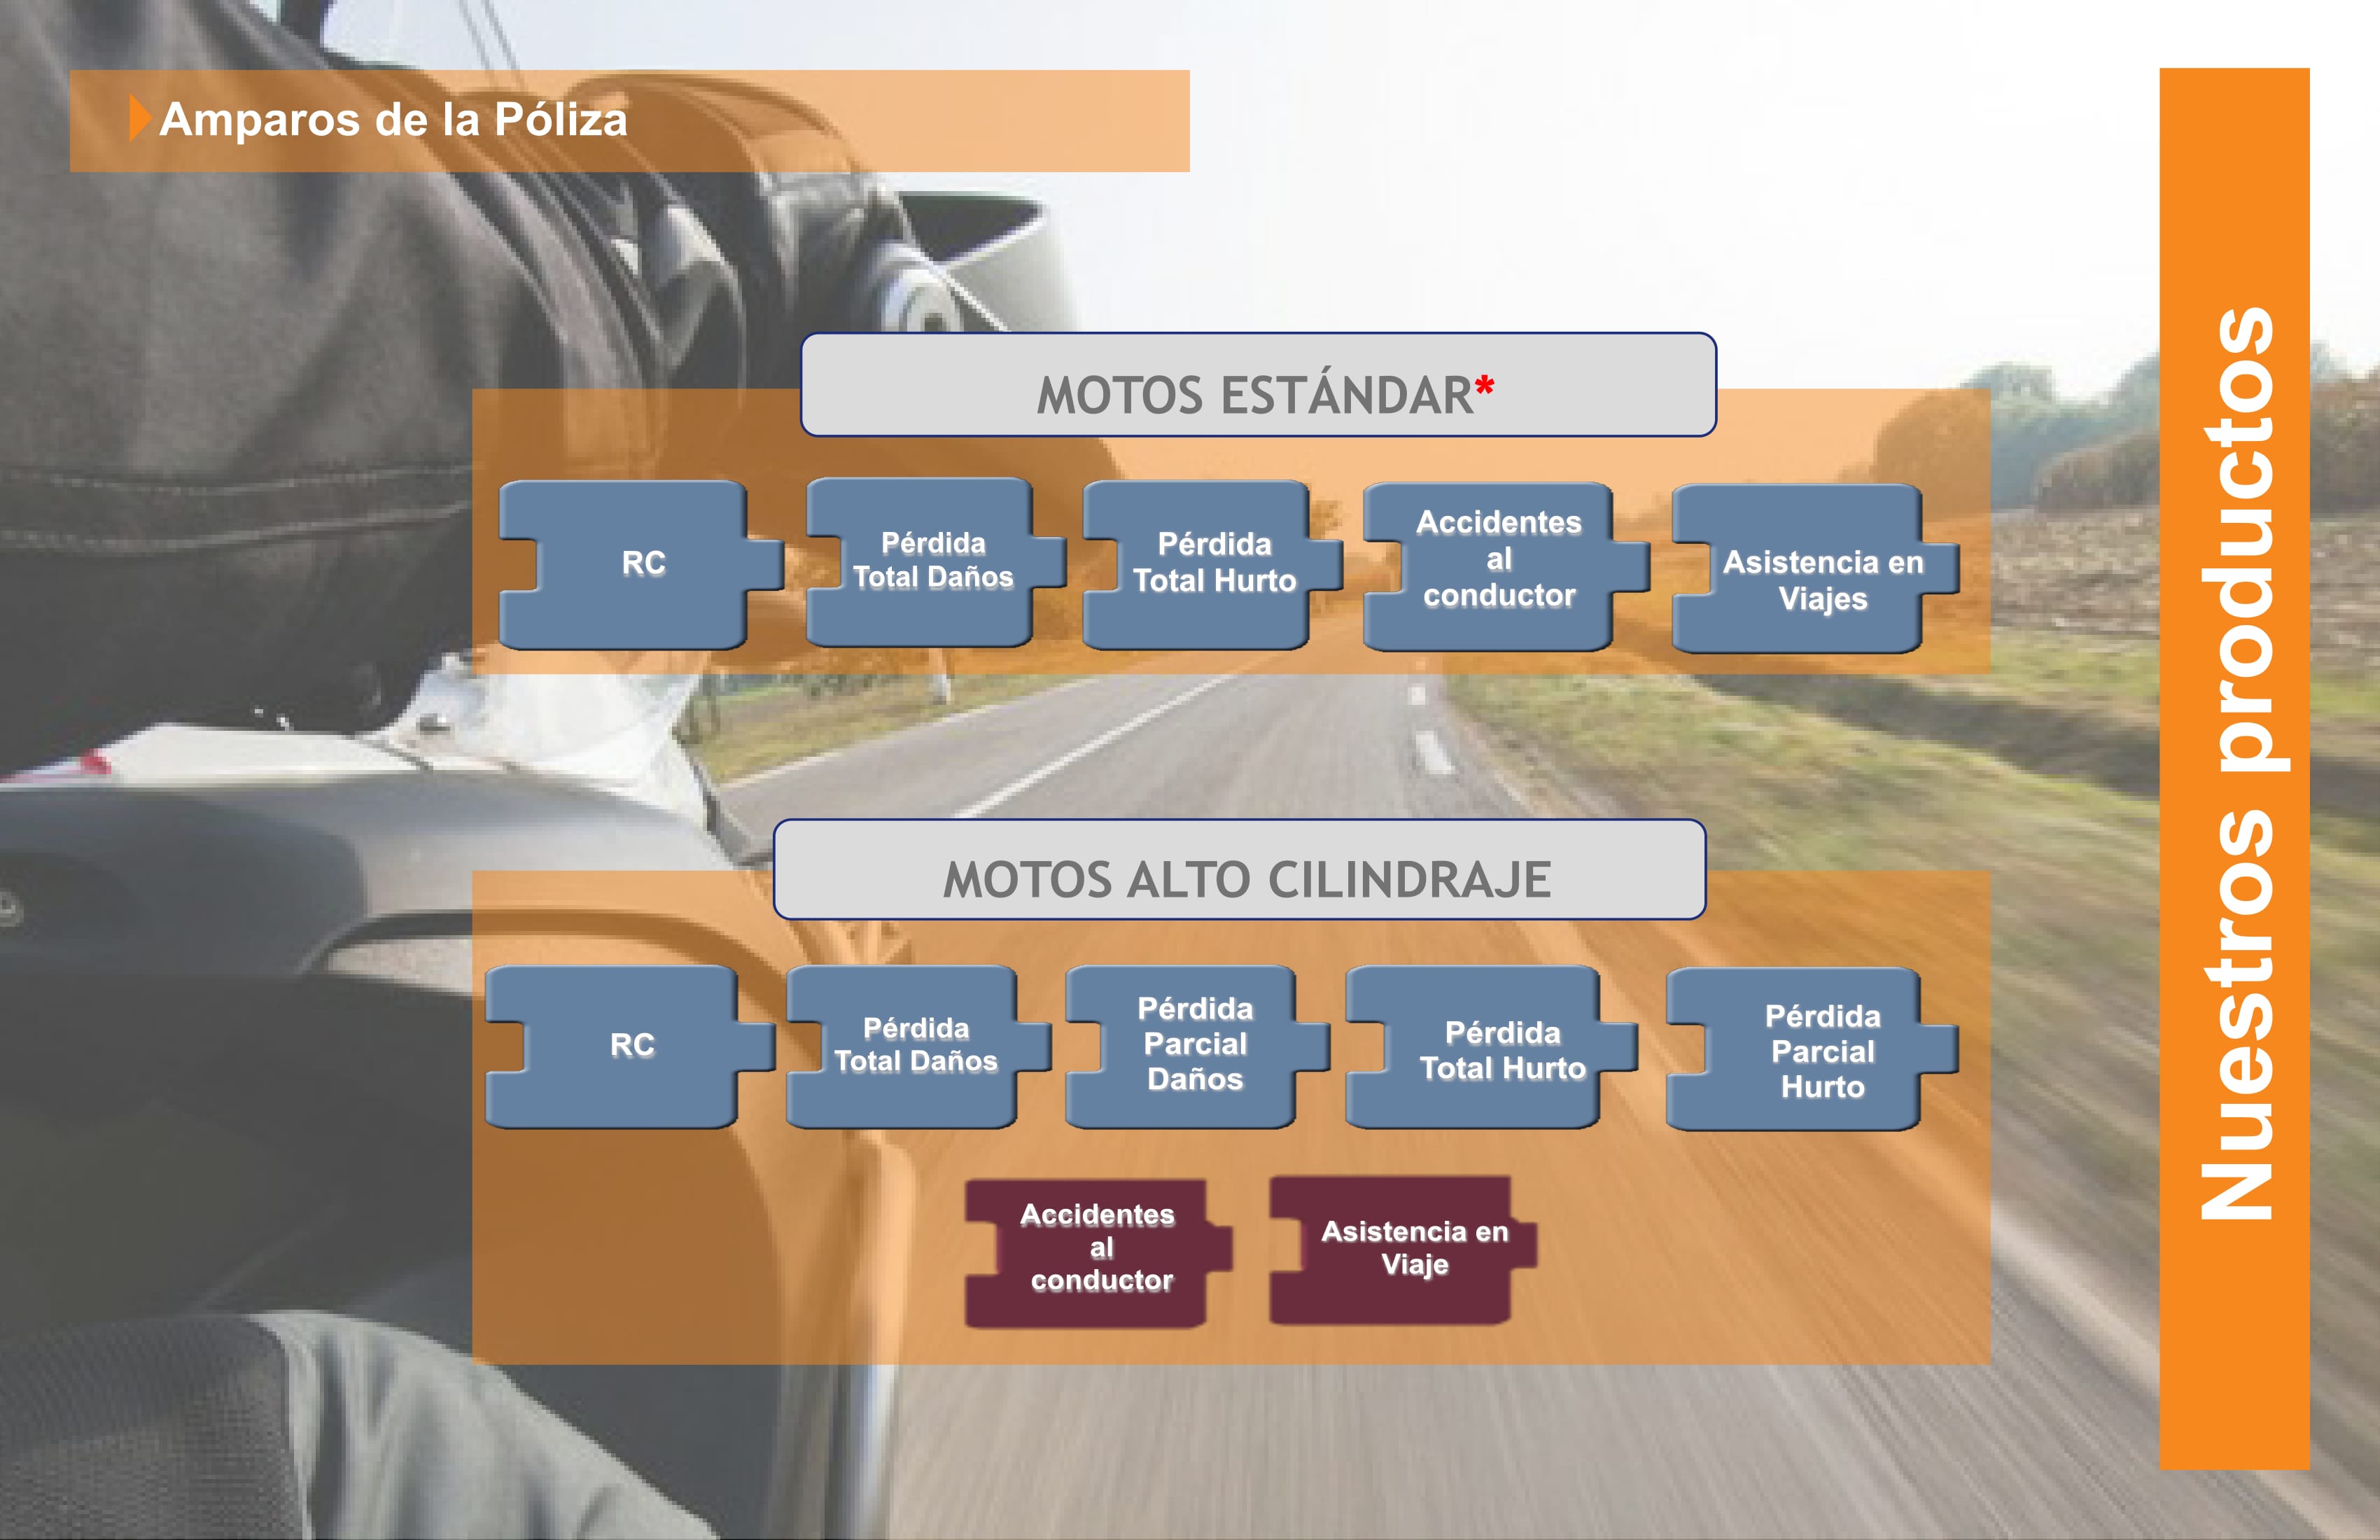 Amparos de la Póliza
MOTOS ESTÁNDAR*
RC
Pérdida
Total Daños
Pérdida
Total Hurto
Accidentes
al
conductor
Asistencia en
Viajes
MOTOS ALTO CILINDRAJE
RC
Pérdida
Total Daños
Pérdida
Parcial
Daños
Pérdida
Total Hurto
Pérdida
Parcial
Hurto
Accidentes
al
conductor
Asistencia en
Viaje
Nuestros productos